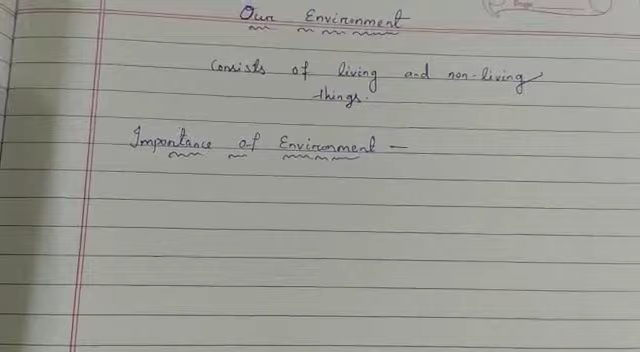 Our Environment
Consists of living and non-living
things.
Importance of Environment —